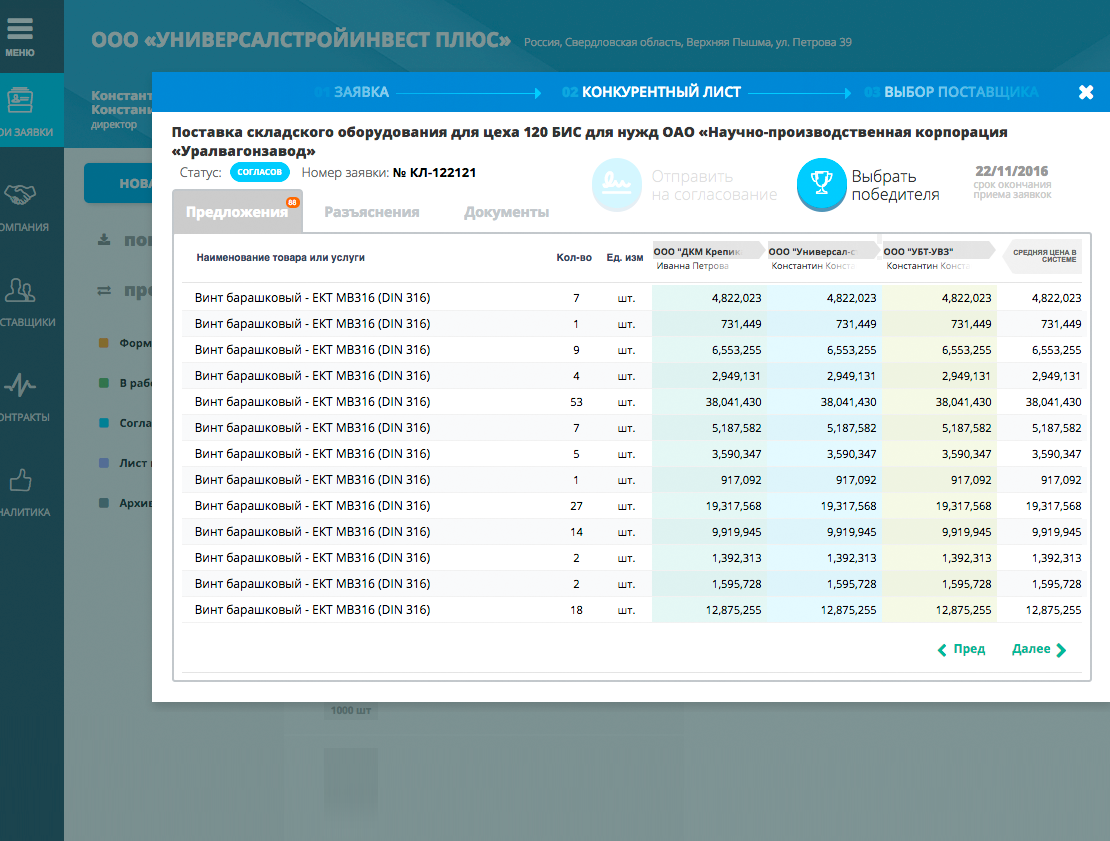 МЕНЮ
ООО «УНИВЕРСАЛСТРОЙИНВЕСТ ПЛЮС» Россия, Свердловская область, Верхняя Пышма, ул. Петрова 39
01 ЗАЯВКА 02 КОНКУРЕНТНЫЙ ЛИСТ 03 ВЫБОР ПОСТАВЩИКА
Констант
Констан
директор
ОИ ЗАЯВКИ
НОВА
ОМПАНИЯ
ПОИ
ПРО
СТАВЩИКИ
Форм
В рабо
ОНТРАКТЫ
Согла
Лист
Архив
НАЛИТИКА
Поставка складского оборудования для цеха 120 БИС для нужд ОАО «Научно-производственная корпорация
«Уралвагонзавод»
Статус: СОГЛАСОВ Номер заявки: № КЛ-122121
Отправить
на согласование
Выбрать
победителя
22/11/2016
срок окончания
приема заявкок
Предложения 88 Разъяснения Документы
Наименование товара или услуги Кол-во Ед. изм ООО "ДКМ Крепик ООО "Универсал-с ООО "УБТ-УВЗ" СРЕДНЯЯ ЦЕНА В
СИСТЕМЕ
Иванна Петрова Константин Конста Константин Конста
Винт барашковый - ЕКТ МВ316 (DIN 316) 7 шт. 4,822,023 4,822,023 4,822,023 4,822,023
Винт барашковый - ЕКТ МВ316 (DIN 316) 1 шт. 731,449 731,449 731,449 731,449
Винт барашковый - ЕКТ МВ316 (DIN 316) 9 шт. 6,553,255 6,553,255 6,553,255 6,553,255
Винт барашковый - ЕКТ МВ316 (DIN 316) 4 шт. 2,949,131 2,949,131 2,949,131 2,949,131
Винт барашковый - ЕКТ МВ316 (DIN 316) 53 шт. 38,041,430 38,041,430 38,041,430 38,041,430
Винт барашковый - ЕКТ МВ316 (DIN 316) 7 шт. 5,187,582 5,187,582 5,187,582 5,187,582
Винт барашковый - ЕКТ МВ316 (DIN 316) 5 шт. 3,590,347 3,590,347 3,590,347 3,590,347
Винт барашковый - ЕКТ МВ316 (DIN 316) 1 шт. 917,092 917,092 917,092 917,092
Винт барашковый - ЕКТ МВ316 (DIN 316) 27 шт. 19,317,568 19,317,568 19,317,568 19,317,568
Винт барашковый - ЕКТ МВ316 (DIN 316) 14 шт. 9,919,945 9,919,945 9,919,945 9,919,945
Винт барашковый - ЕКТ МВ316 (DIN 316) 2 шт. 1,392,313 1,392,313 1,392,313 1,392,313
Винт барашковый - ЕКТ МВ316 (DIN 316) 2 шт. 1,595,728 1,595,728 1,595,728 1,595,728
Винт барашковый - ЕКТ МВ316 (DIN 316) 18 шт. 12,875,255 12,875,255 12,875,255 12,875,255
Пред Далее
1000 шт